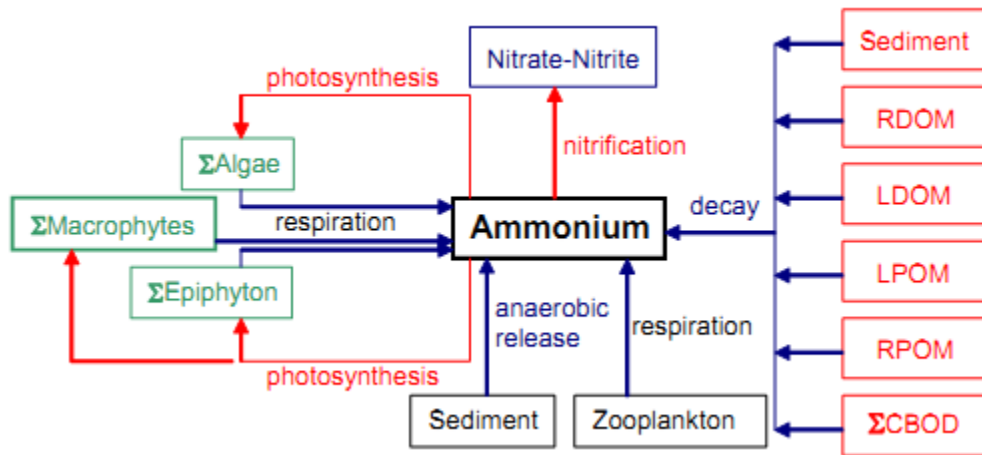 photosynthesis
Nitrate-Nitrite
Sediment
RDOM
nitrification
ΣAlgae
ΣMacrophytes
respiration
Ammonium
decay
LDOM
ΣEpiphyton
anaerobic
release
respiration
LPOM
photosynthesis
RPOM
Sediment
Zooplankton
ΣCBOD